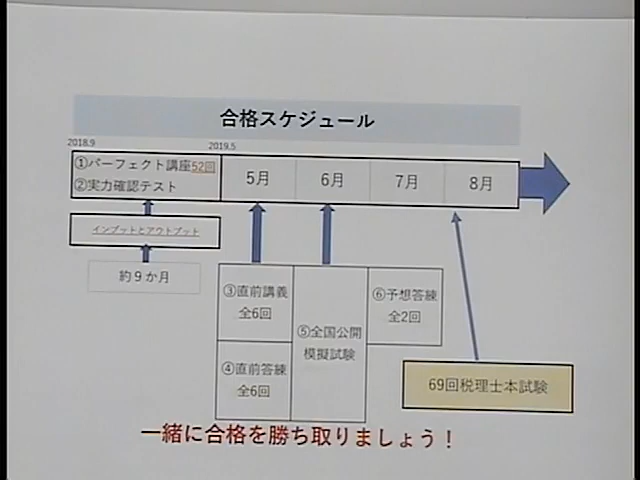 合格スケジュール
2018.9
2019.5
①パーフェクト講座52回
②実力確認テスト
5月
6月
7月
8月
インプットとアウトプット
約9か月
③直前講義
全6回
④直前答練
全6回
⑤全国公開
模擬試験
⑥予想答練
全2回
69回税理士本試験
一緒に合格を勝ち取りましょう！